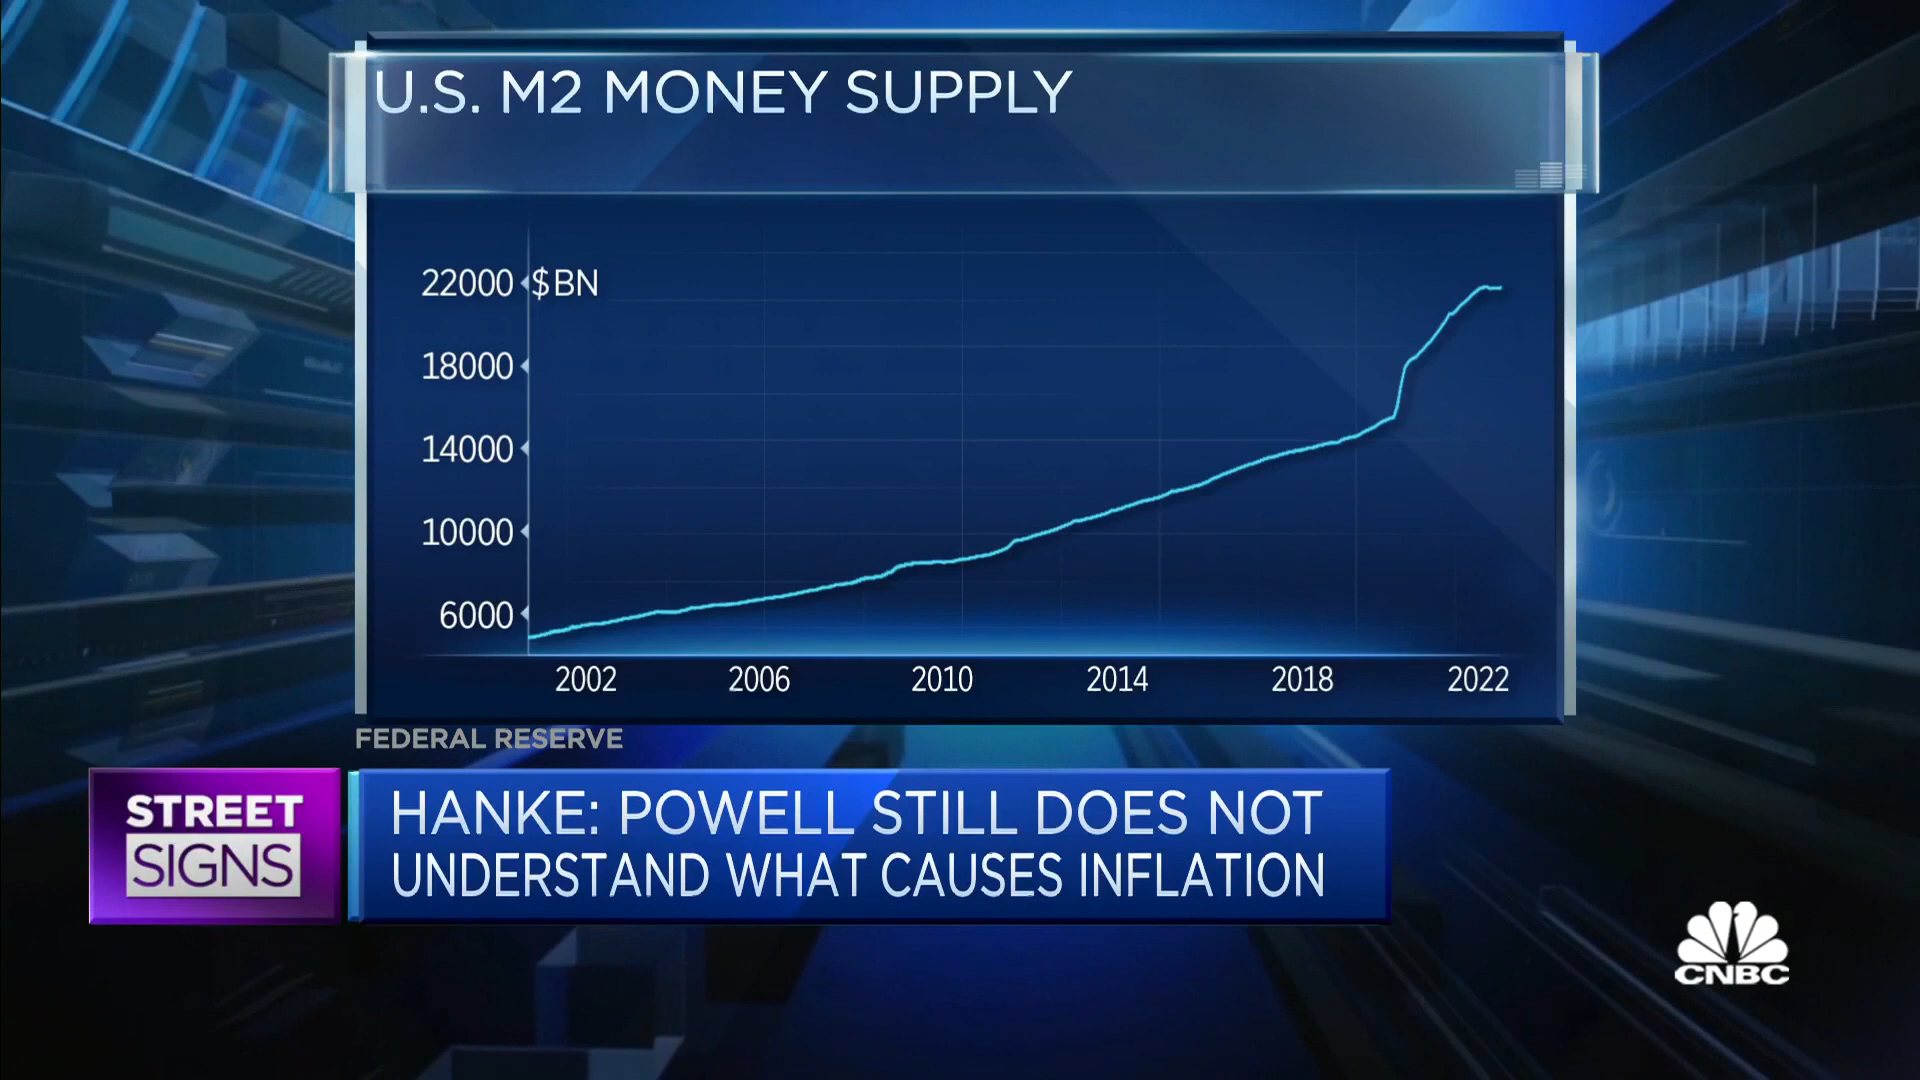 U.S. M2 MONEY SUPPLY
22000 $BN
18000
14000
10000
6000
2002 2006 2010 2014 2018 2022
FEDERAL RESERVE
STREET
SIGNS
HANKE: POWELL STILL DOES NOT
UNDERSTAND WHAT CAUSES INFLATION
CNBC